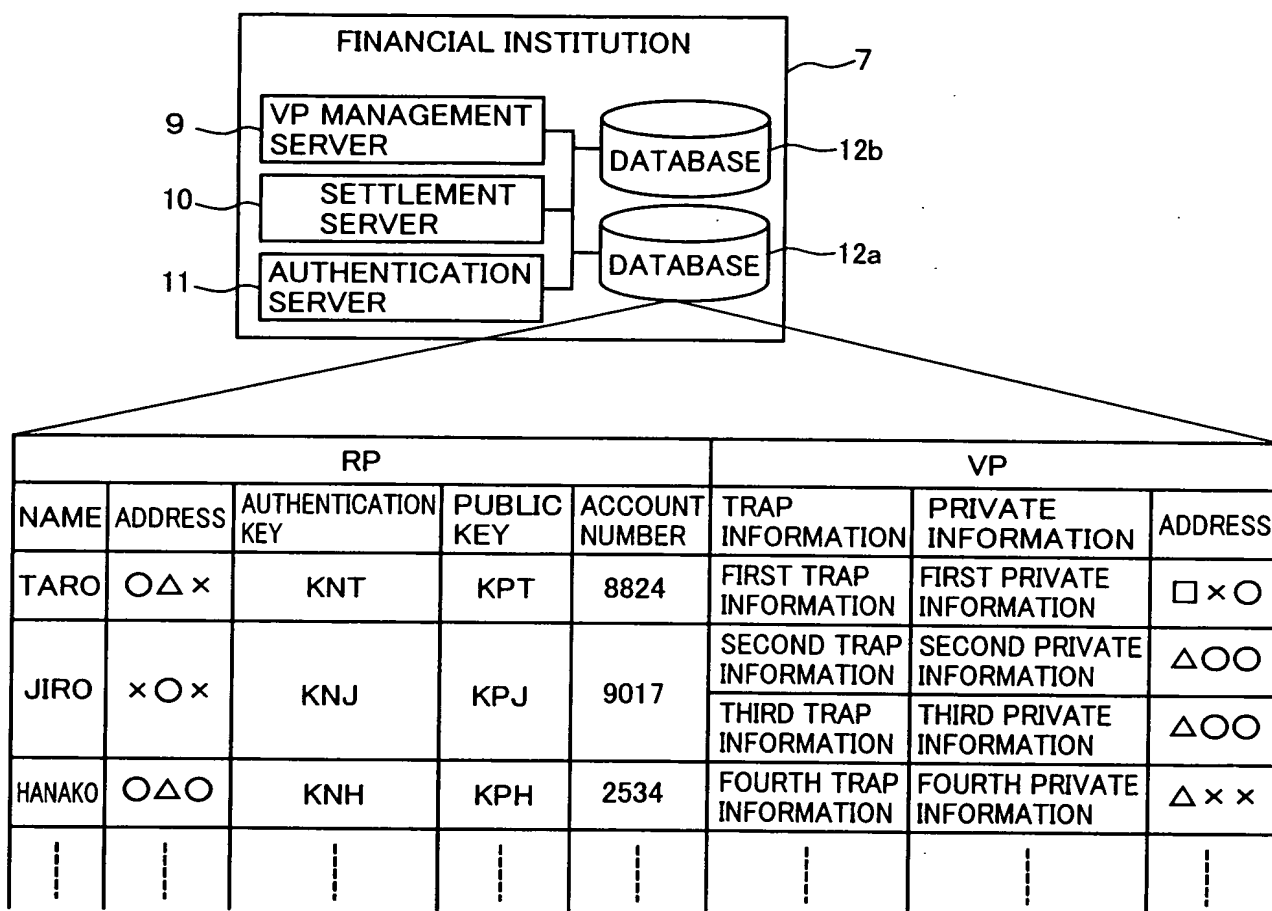 FINANCIAL INSTITUTION
7
9
VP MANAGEMENT
SERVER
DATABASE
12b
10
SETTLEMENT
SERVER
11
AUTHENTICATION
SERVER
DATABASE
12a
RP
VP
NAME
ADDRESS
AUTHENTICATION
KEY
PUBLIC
KEY
ACCOUNT
NUMBER
TRAP
INFORMATION
PRIVATE
INFORMATION
ADDRESS
TARO
○△×
KNT
KPT
8824
FIRST TRAP
INFORMATION
FIRST PRIVATE
INFORMATION
□×○
JIRO
×○×
KNJ
KPJ
9017
SECOND TRAP
INFORMATION
SECOND PRIVATE
INFORMATION
△○○
THIRD TRAP
INFORMATION
THIRD PRIVATE
INFORMATION
△○○
HANAKO
○△○
KNH
KPH
2534
FOURTH TRAP
INFORMATION
FOURTH PRIVATE
INFORMATION
△××